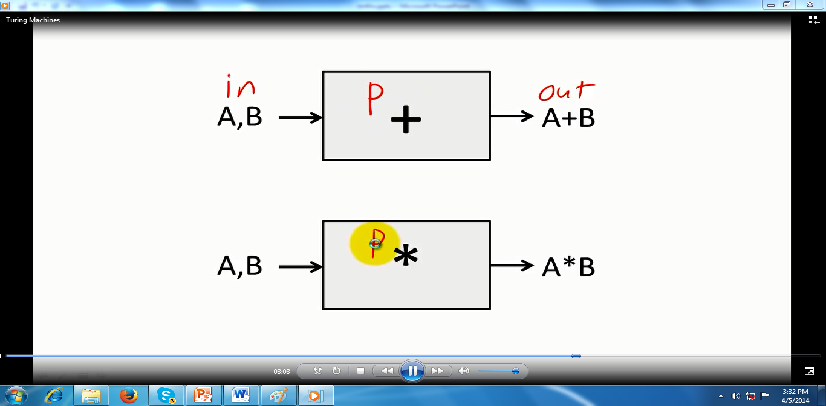 Turing Machines
in
out
P
A,B
+
A+B
P
A,B
*
A*B
03:03
3:32 PM
4/5/2014